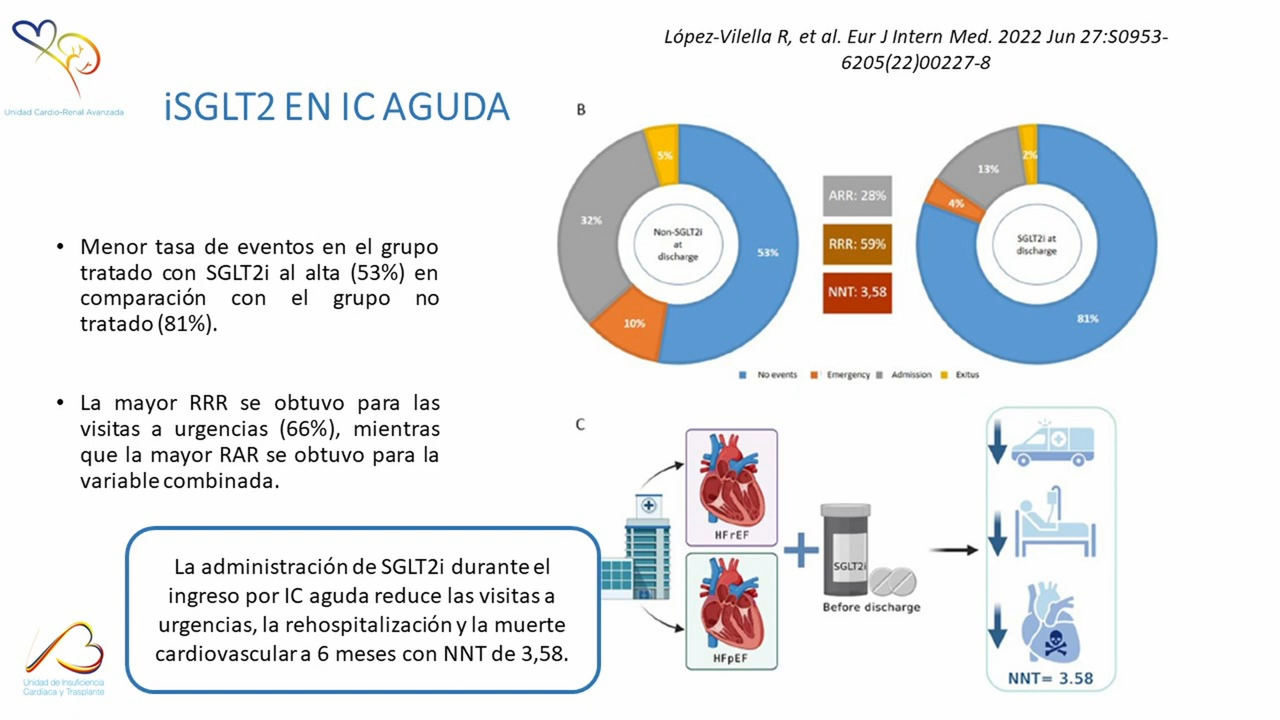 López-Vilella R, et al. Eur J Intern Med. 2022 Jun 27:S0953-
6205(22)00227-8
Unidad Cardio-Renal Avanzada
iSGLT2 EN IC AGUDA
• Menor tasa de eventos en el grupo
tratado con SGLT2i al alta (53%) en
comparación con el grupo no
tratado (81%).
• La mayor RRR se obtuvo para las
visitas a urgencias (66%), mientras
que la mayor RAR se obtuvo para la
variable combinada.
La administración de SGLT2i durante el
ingreso por IC aguda reduce las visitas a
urgencias, la rehospitalización y la muerte
cardiovascular a 6 meses con NNT de 3,58.
Unidad de Insuficiencia
Cardíaca y Trasplante
B
5%
32%
10%
53%
Non-SGLT2i
at
discharge
ARR: 28%
RRR: 59%
NNT: 3,58
2%
13%
4%
81%
SGLT2i at
discharge
No events Emergency Admission Exitus
C
HFrEF
HFpEF
SGLT2i
Before discharge
NNT= 3.58